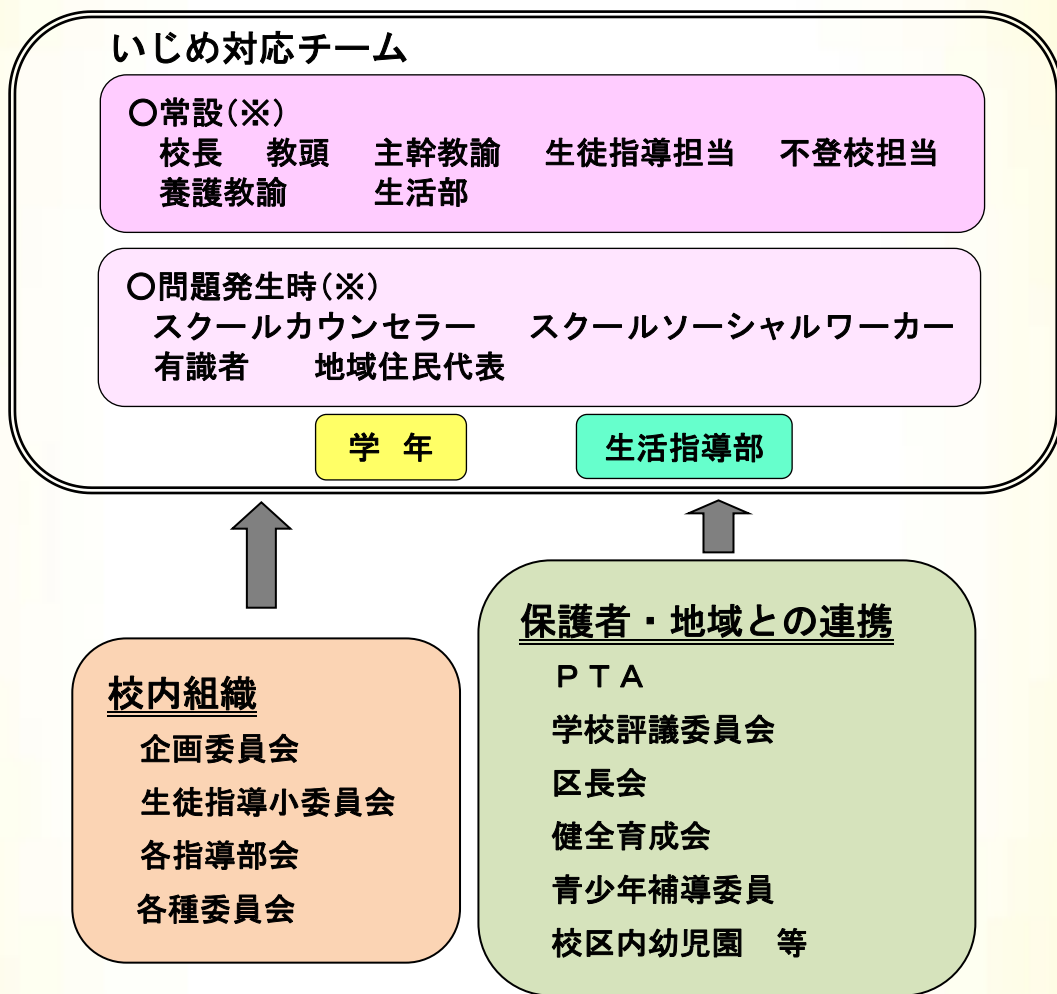 いじめ対応チーム
〇常設(※)
校長 教頭 主幹教諭 生徒指導担当 不登校担当
養護教諭 生活部
〇問題発生時(※)
スクールカウンセラー スクールソーシャルワーカー
有識者 地域住民代表
学 年 生活指導部
校内組織
企画委員会
生徒指導小委員会
各指導部会
各種委員会
保護者・地域との連携
PTA
学校評議委員会
区長会
健全育成会
青少年補導委員
校区内幼児園 等